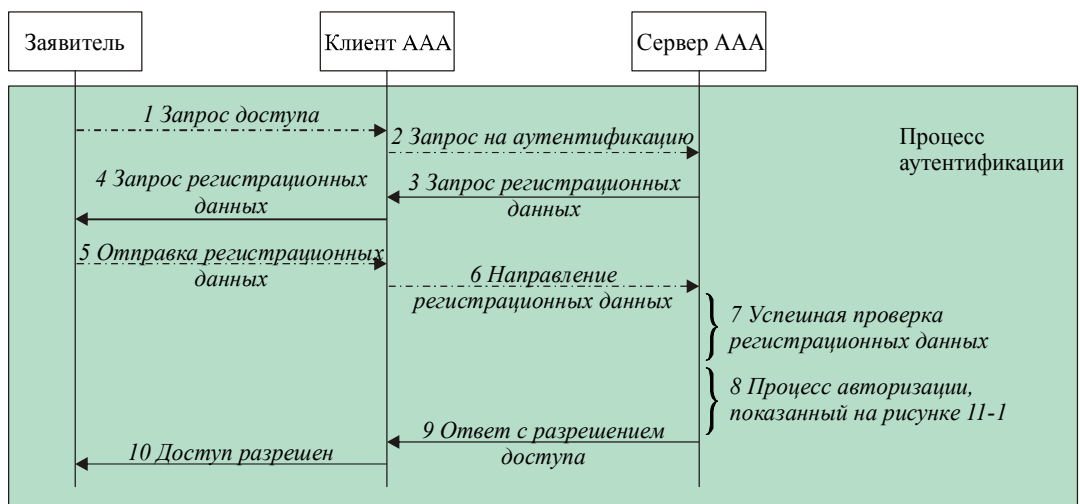 Заявитель
Клиент ААА
Сервер ААА
1 Запрос доступа
2 Запрос на аутентификацию
Процесс
аутентификации
3 Запрос регистрационных
данных
4 Запрос регистрационных
данных
5 Отправка регистрационных
данных
6 Направление
регистрационных данных
7 Успешная проверка
регистрационных данных
8 Процесс авторизации,
показанный на рисунке 11-1
9 Ответ с разрешением
доступа
10 Доступ разрешен